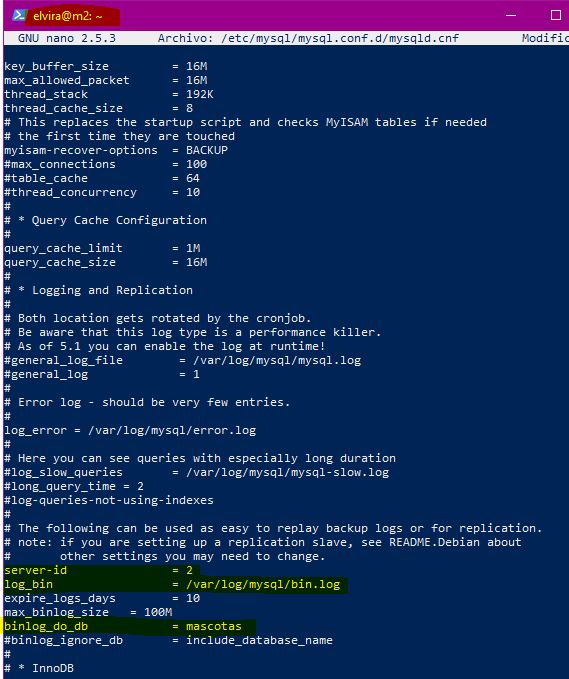 elvira@m2: ~
GNU nano 2.5.3 Archivo: /etc/mysql/mysql.conf.d/mysqld.cnf Modific
key_buffer_size = 16M
max_allowed_packet = 16M
thread_stack = 192K
thread_cache_size = 8
# This replaces the startup script and checks MyISAM tables if needed
# the first time they are touched
myisam-recover-options = BACKUP
#max_connections = 100
#table_cache = 64
#thread_concurrency = 10
#
# * Query Cache Configuration
#
query_cache_limit = 1M
query_cache_size = 16M
#
# * Logging and Replication
#
# Both location gets rotated by the cronjob.
# Be aware that this log type is a performance killer.
# As of 5.1 you can enable the log at runtime!
#general_log_file = /var/log/mysql/mysql.log
#general_log = 1
#
# Error log - should be very few entries.
#
log_error = /var/log/mysql/error.log
#
# Here you can see queries with especially long duration
#log_slow_queries = /var/log/mysql/mysql-slow.log
#long_query_time = 2
#log-queries-not-using-indexes
#
# The following can be used as easy to replay backup logs or for replication.
# note: if you are setting up a replication slave, see README.Debian about
# other settings you may need to change.
server-id = 2
log_bin = /var/log/mysql/bin.log
expire_logs_days = 10
max_binlog_size = 100M
binlog_do_db = mascotas
#binlog_ignore_db = include_database_name
#
# * InnoDB